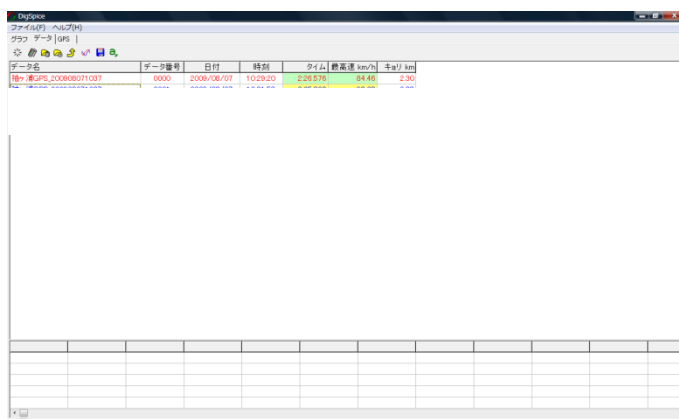 DigSpice
ファイル(F) ヘルプ(H)
グラフ データ GPS
データ名 データ番号 日付 時刻 タイム 最高速 km/h キョリ km
袖ヶ浦GPS_200908071037 0000 2009/08/07 10:29:20 2:26.576 84.46 2.30